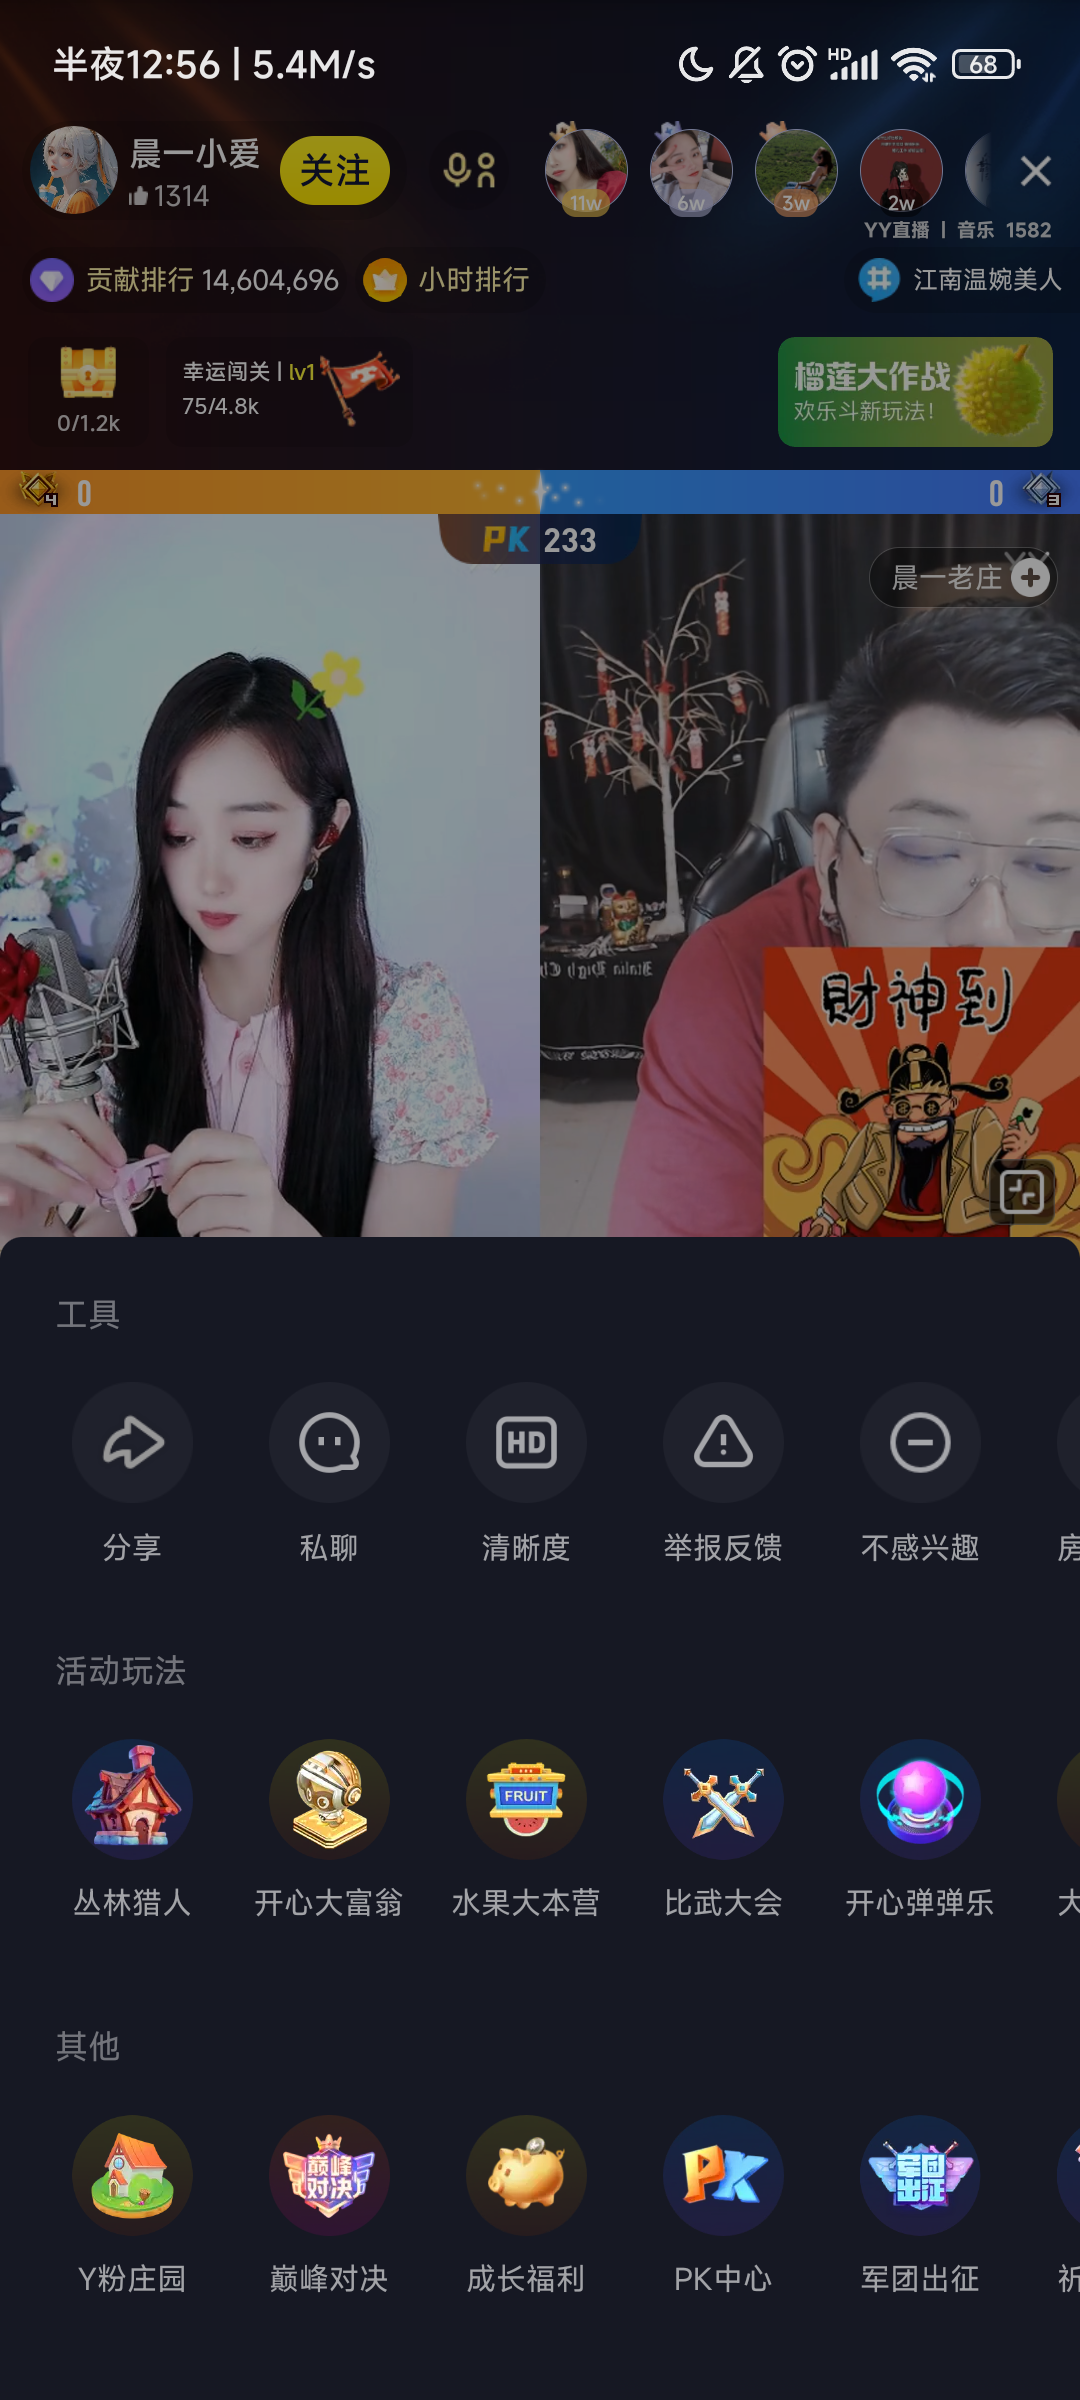 半夜12:56 | 5.4M/s
HD
68
晨一小爱
1314
关注
11w
6w
3w
2w
YY直播 | 音乐 1582
贡献排行 14,604,696
小时排行
江南温婉美人
0/1.2k
幸运闯关 | lv1
75/4.8k
榴莲大作战
欢乐斗新玩法!
4
0
0
3
PK 233
晨一老庄
財神到
工具
HD
分享
私聊
清晰度
举报反馈
不感兴趣
房
活动玩法
FRUIT
丛林猎人
开心大富翁
水果大本营
比武大会
开心弹弹乐
大
其他
巅峰
对决
PK
军团
出征
Y粉庄园
巅峰对决
成长福利
PK中心
军团出征
祈